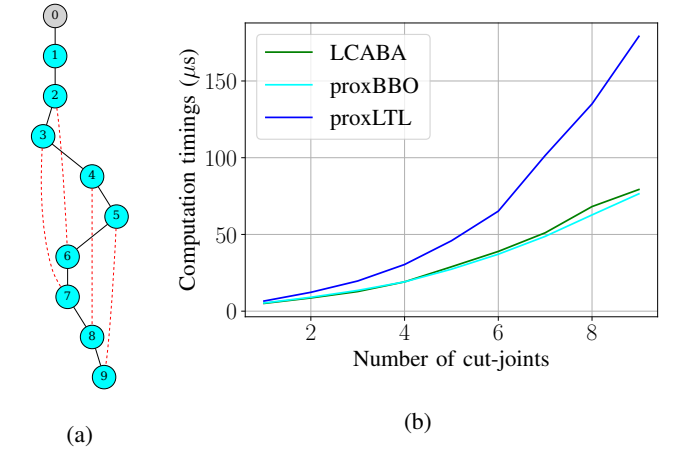 0
1
2
3
4
5
6
7
8
9
(a)
Computation timings (μs)
150
100
50
0
LCABA
proxBBO
proxLTL
2 4 6 8
Number of cut-joints
(b)